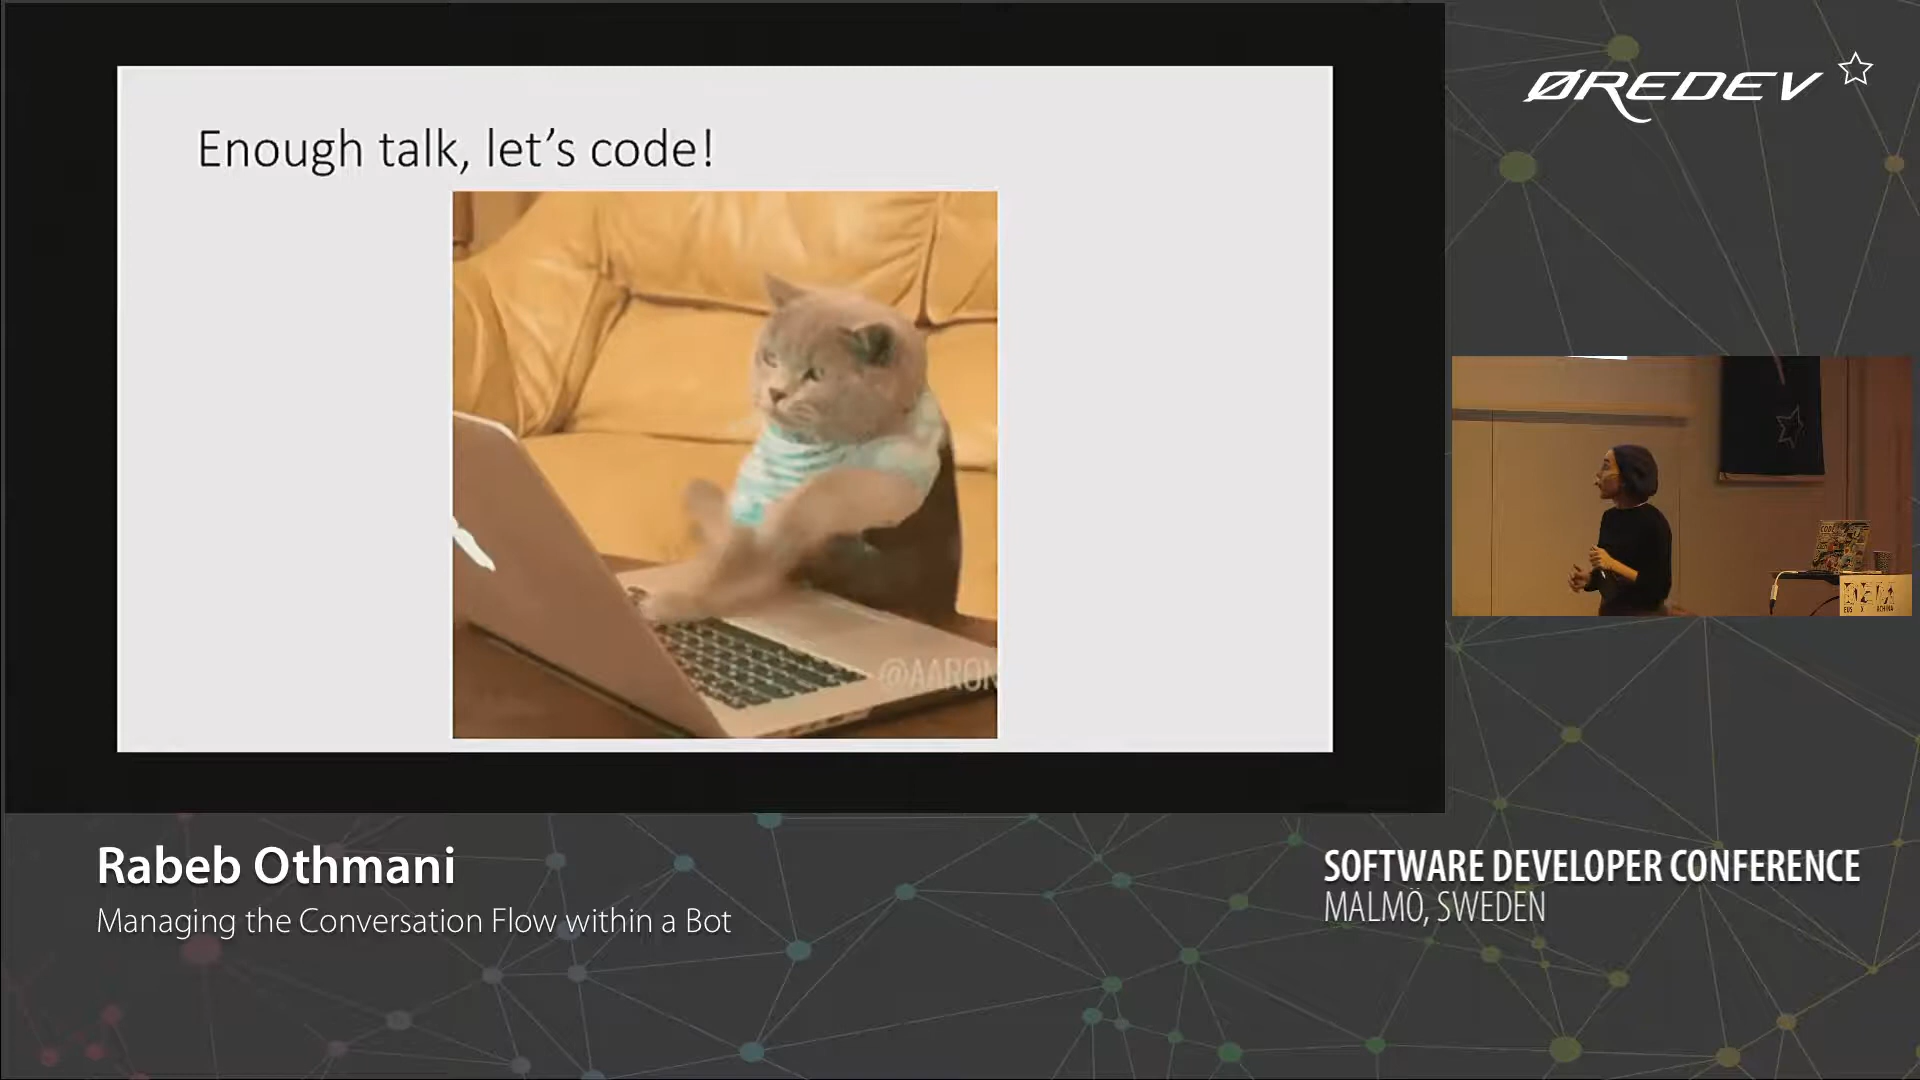 Enough talk, let's code!
@AARON
ØREDEV
Rabeb Othmani
Managing the Conversation Flow within a Bot
SOFTWARE DEVELOPER CONFERENCE
MALMÖ, SWEDEN